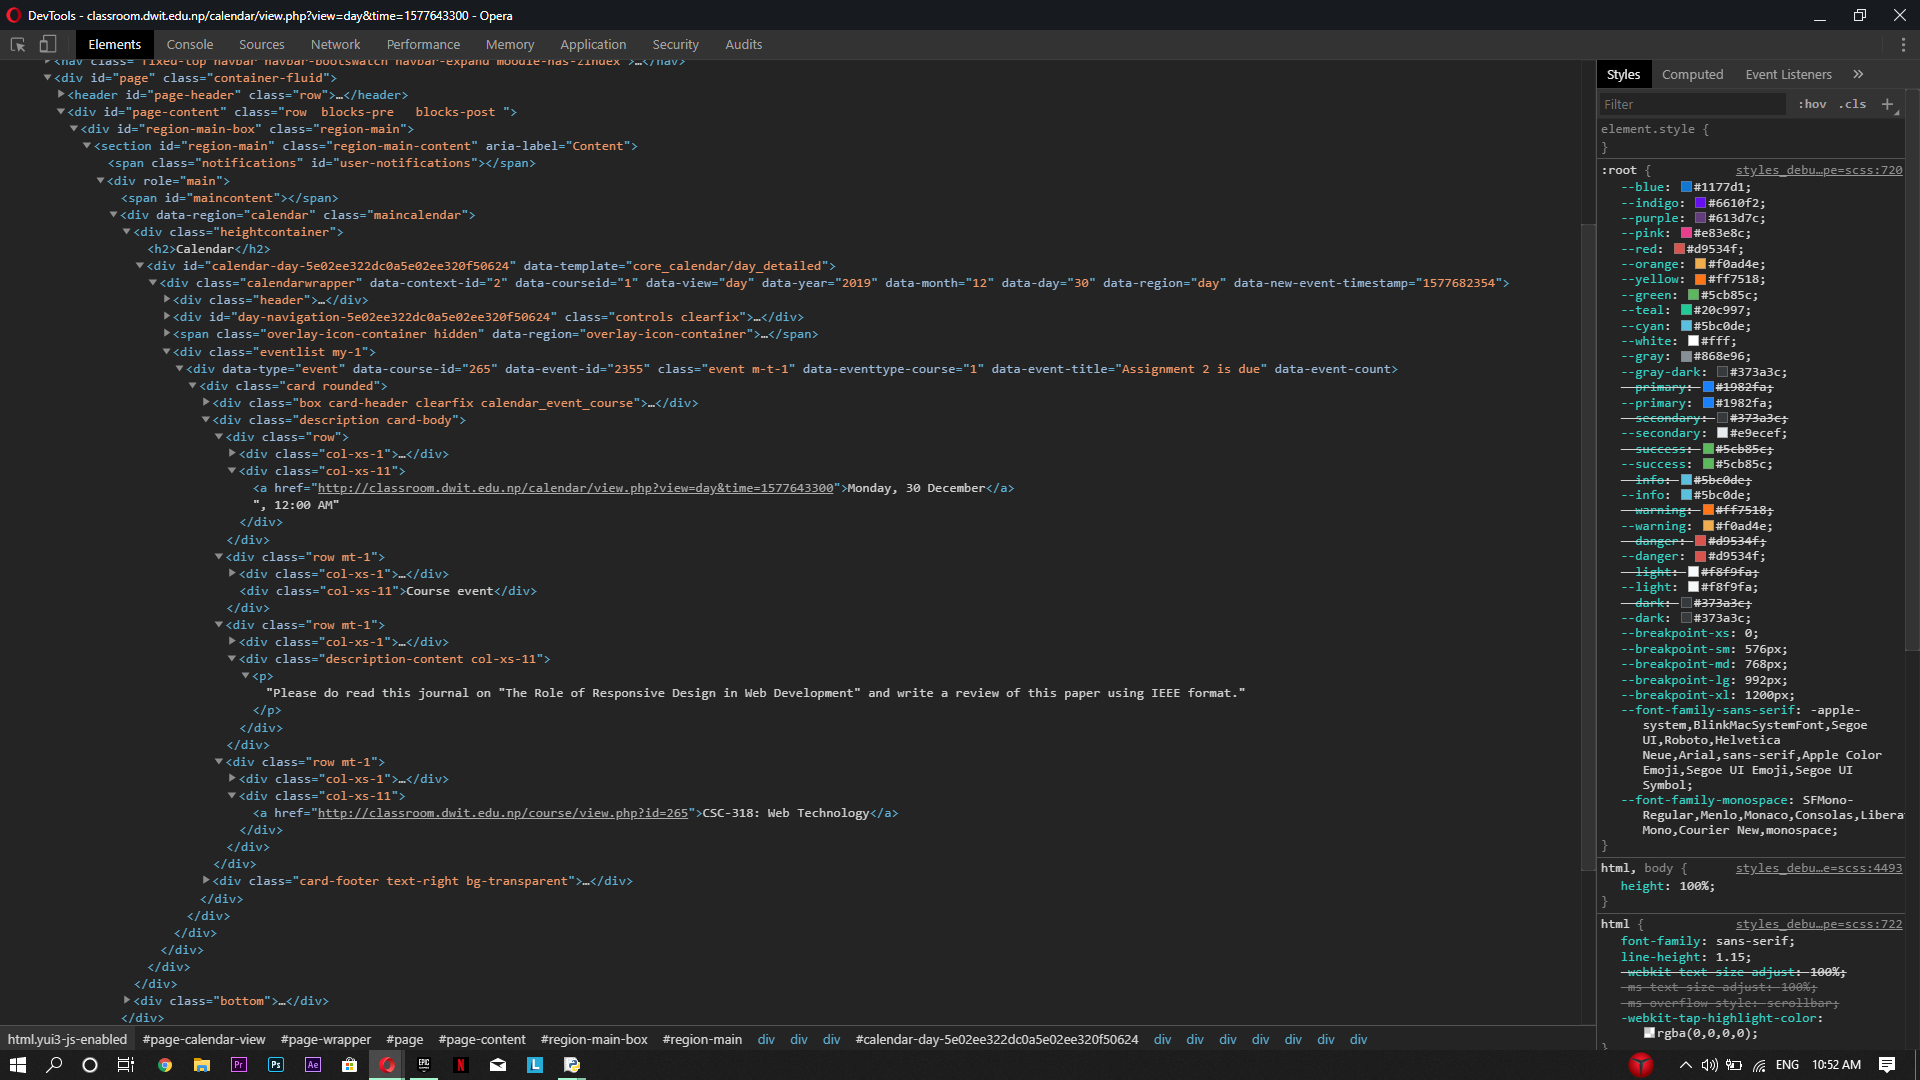 DevTools - classroom.dwit.edu.np/calendar/view.php?view=day&time=1577643300 - Opera
Elements Console Sources Network Performance Memory Application Security Audits
<nav class="fixed-top navbar navbar-bootswatch navbar-expand moodle-has-zindex">…</nav>
<div id="page" class="container-fluid">
<header id="page-header" class="row">…</header>
<div id="page-content" class="row  blocks-pre   blocks-post ">
<div id="region-main-box" class="region-main">
<section id="region-main" class="region-main-content" aria-label="Content">
<span class="notifications" id="user-notifications"></span>
<div role="main">
<span id="maincontent"></span>
<div data-region="calendar" class="maincalendar">
<div class="heightcontainer">
<h2>Calendar</h2>
<div id="calendar-day-5e02ee322dc0a5e02ee320f50624" data-template="core_calendar/day_detailed">
<div class="calendarwrapper" data-context-id="2" data-courseid="1" data-view="day" data-year="2019" data-month="12" data-day="30" data-region="day" data-new-event-timestamp="1577682354">
<div class="header">…</div>
<div id="day-navigation-5e02ee322dc0a5e02ee320f50624" class="controls clearfix">…</div>
<span class="overlay-icon-container hidden" data-region="overlay-icon-container">…</span>
<div class="eventlist my-1">
<div data-type="event" data-course-id="265" data-event-id="2355" class="event m-t-1" data-eventtype-course="1" data-event-title="Assignment 2 is due" data-event-count>
<div class="card rounded">
<div class="box card-header clearfix calendar_event_course">…</div>
<div class="description card-body">
<div class="row">
<div class="col-xs-1">…</div>
<div class="col-xs-11">
<a href="http://classroom.dwit.edu.np/calendar/view.php?view=day&time=1577643300">Monday, 30 December</a>
", 12:00 AM"
</div>
</div>
<div class="row mt-1">
<div class="col-xs-1">…</div>
<div class="col-xs-11">Course event</div>
</div>
<div class="row mt-1">
<div class="col-xs-1">…</div>
<div class="description-content col-xs-11">
<p>
"Please do read this journal on "The Role of Responsive Design in Web Development" and write a review of this paper using IEEE format."
</p>
</div>
</div>
<div class="row mt-1">
<div class="col-xs-1">…</div>
<div class="col-xs-11">
<a href="http://classroom.dwit.edu.np/course/view.php?id=265">CSC-318: Web Technology</a>
</div>
</div>
</div>
<div class="card-footer text-right bg-transparent">…</div>
</div>
</div>
</div>
</div>
</div>
</div>
<div class="bottom">…</div>
</div>
html.yui3-js-enabled #page-calendar-view #page-wrapper #page #page-content #region-main-box #region-main div div div #calendar-day-5e02ee322dc0a5e02ee320f50624 div div div div div div div
Styles Computed Event Listeners »
Filter :hov .cls +
element.style {
}
:root { styles_debu…pe=scss:720
--blue: #1177d1;
--indigo: #6610f2;
--purple: #613d7c;
--pink: #e83e8c;
--red: #d9534f;
--orange: #f0ad4e;
--yellow: #ff7518;
--green: #5cb85c;
--teal: #20c997;
--cyan: #5bc0de;
--white: #fff;
--gray: #868e96;
--gray-dark: #373a3c;
--primary: #1982fa;
--primary: #1982fa;
--secondary: #373a3c;
--secondary: #e9ecef;
--success: #5cb85c;
--success: #5cb85c;
--info: #5bc0de;
--info: #5bc0de;
--warning: #ff7518;
--warning: #f0ad4e;
--danger: #d9534f;
--danger: #d9534f;
--light: #f8f9fa;
--light: #f8f9fa;
--dark: #373a3c;
--dark: #373a3c;
--breakpoint-xs: 0;
--breakpoint-sm: 576px;
--breakpoint-md: 768px;
--breakpoint-lg: 992px;
--breakpoint-xl: 1200px;
--font-family-sans-serif: -apple-
system,BlinkMacSystemFont,Segoe
UI,Roboto,Helvetica
Neue,Arial,sans-serif,Apple Color
Emoji,Segoe UI Emoji,Segoe UI
Symbol;
--font-family-monospace: SFMono-
Regular,Menlo,Monaco,Consolas,Libera
Mono,Courier New,monospace;
}
html, body { styles_debu…e=scss:4493
height: 100%;
}
html { styles_debu…pe=scss:722
font-family: sans-serif;
line-height: 1.15;
-webkit-text-size-adjust: 100%;
-ms-text-size-adjust: 100%;
-ms-overflow-style: scrollbar;
-webkit-tap-highlight-color:
rgba(0,0,0,0);
}
Pr Ps Ae EPIC N L ENG 10:52 AM